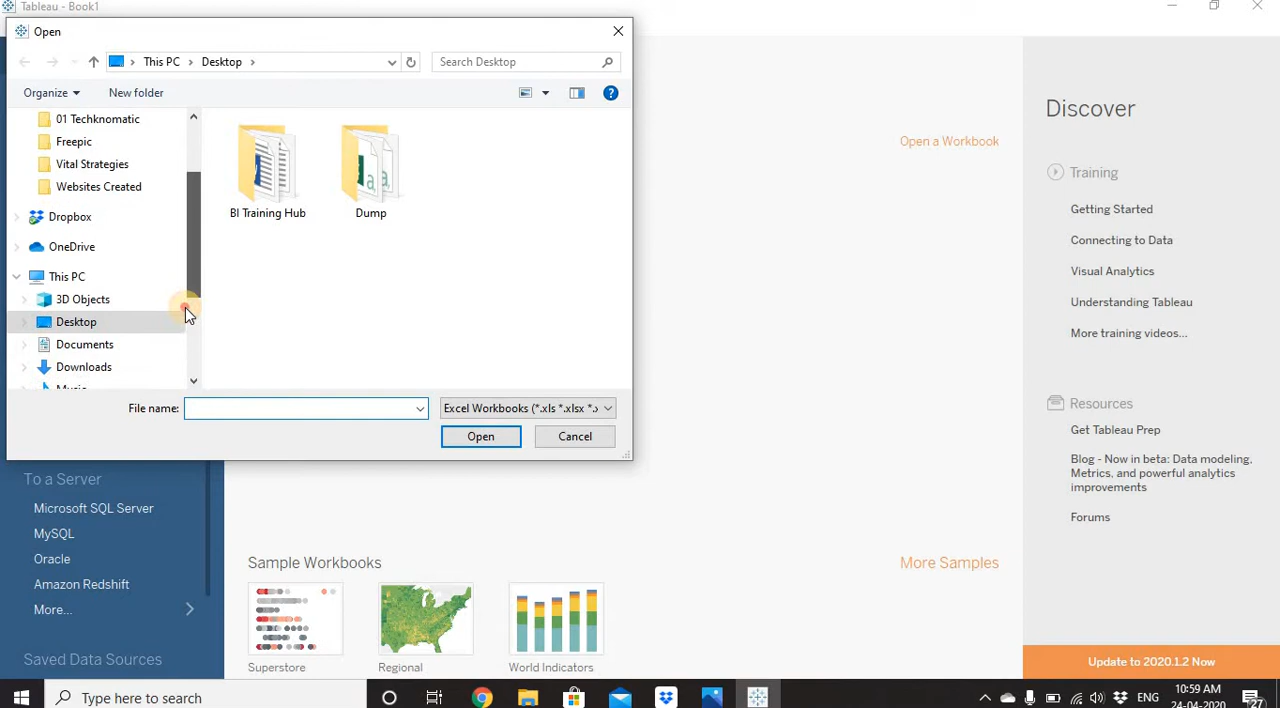 Tableau - Book1
Open
This PC
Desktop
Search Desktop
Organize
New folder
01 Techknomatic
Freepic
Vital Strategies
Websites Created
Dropbox
OneDrive
This PC
3D Objects
Desktop
Documents
Downloads
BI Training Hub
Dump
File name:
Excel Workbooks (*.xls *.xlsx *.x
Open
Cancel
Open a Workbook
Discover
Training
Getting Started
Connecting to Data
Visual Analytics
Understanding Tableau
More training videos...
Resources
Get Tableau Prep
Blog - Now in beta: Data modeling,
Metrics, and powerful analytics
improvements
Forums
Update to 2020.1.2 Now
To a Server
Microsoft SQL Server
MySQL
Oracle
Amazon Redshift
More...
Saved Data Sources
Sample Workbooks
More Samples
Superstore
Regional
World Indicators
Type here to search
ENG
10:59 AM
24-04-2020
27